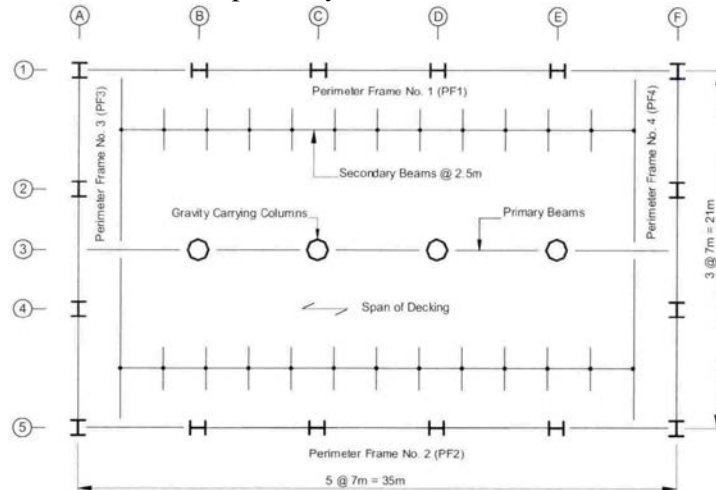 A B C D E F
1
Perimeter Frame No. 1 (PF1)
Perimeter Frame No. 3 (PF3)
Perimeter Frame No. 4 (PF4)
Secondary Beams @ 2.5m
2
Gravity Carrying Columns
Primary Beams
3
3 @ 7m = 21m
4
Span of Decking
5
Perimeter Frame No. 2 (PF2)
5 @ 7m = 35m